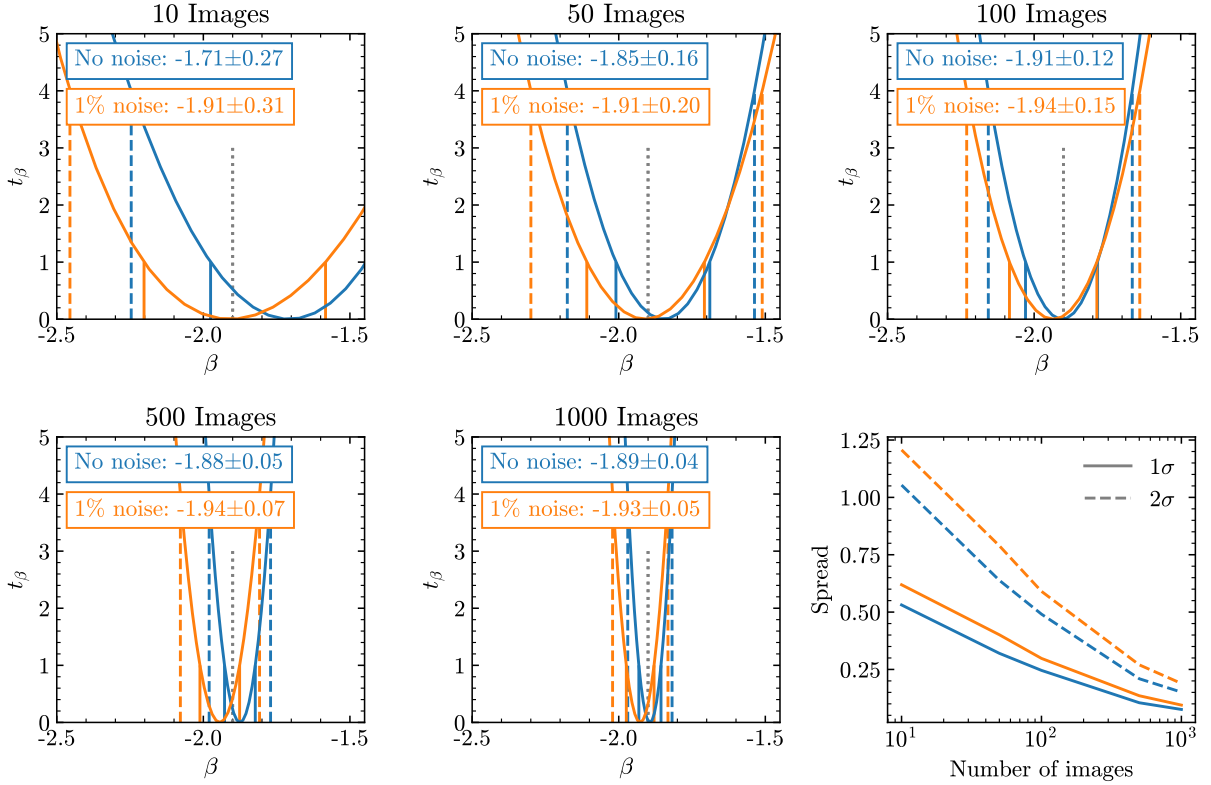 10 Images
5
4
3
2
1
0
-2.5
-2.0
-1.5
t_β
β
No noise: -1.71±0.27
1% noise: -1.91±0.31
50 Images
5
4
3
2
1
0
-2.5
-2.0
-1.5
t_β
β
No noise: -1.85±0.16
1% noise: -1.91±0.20
100 Images
5
4
3
2
1
0
-2.5
-2.0
-1.5
t_β
β
No noise: -1.91±0.12
1% noise: -1.94±0.15
500 Images
5
4
3
2
1
0
-2.5
-2.0
-1.5
t_β
β
No noise: -1.88±0.05
1% noise: -1.94±0.07
1000 Images
5
4
3
2
1
0
-2.5
-2.0
-1.5
t_β
β
No noise: -1.89±0.04
1% noise: -1.93±0.05
1.25
1.00
0.75
0.50
0.25
Spread
1σ
2σ
10¹
10²
10³
Number of images